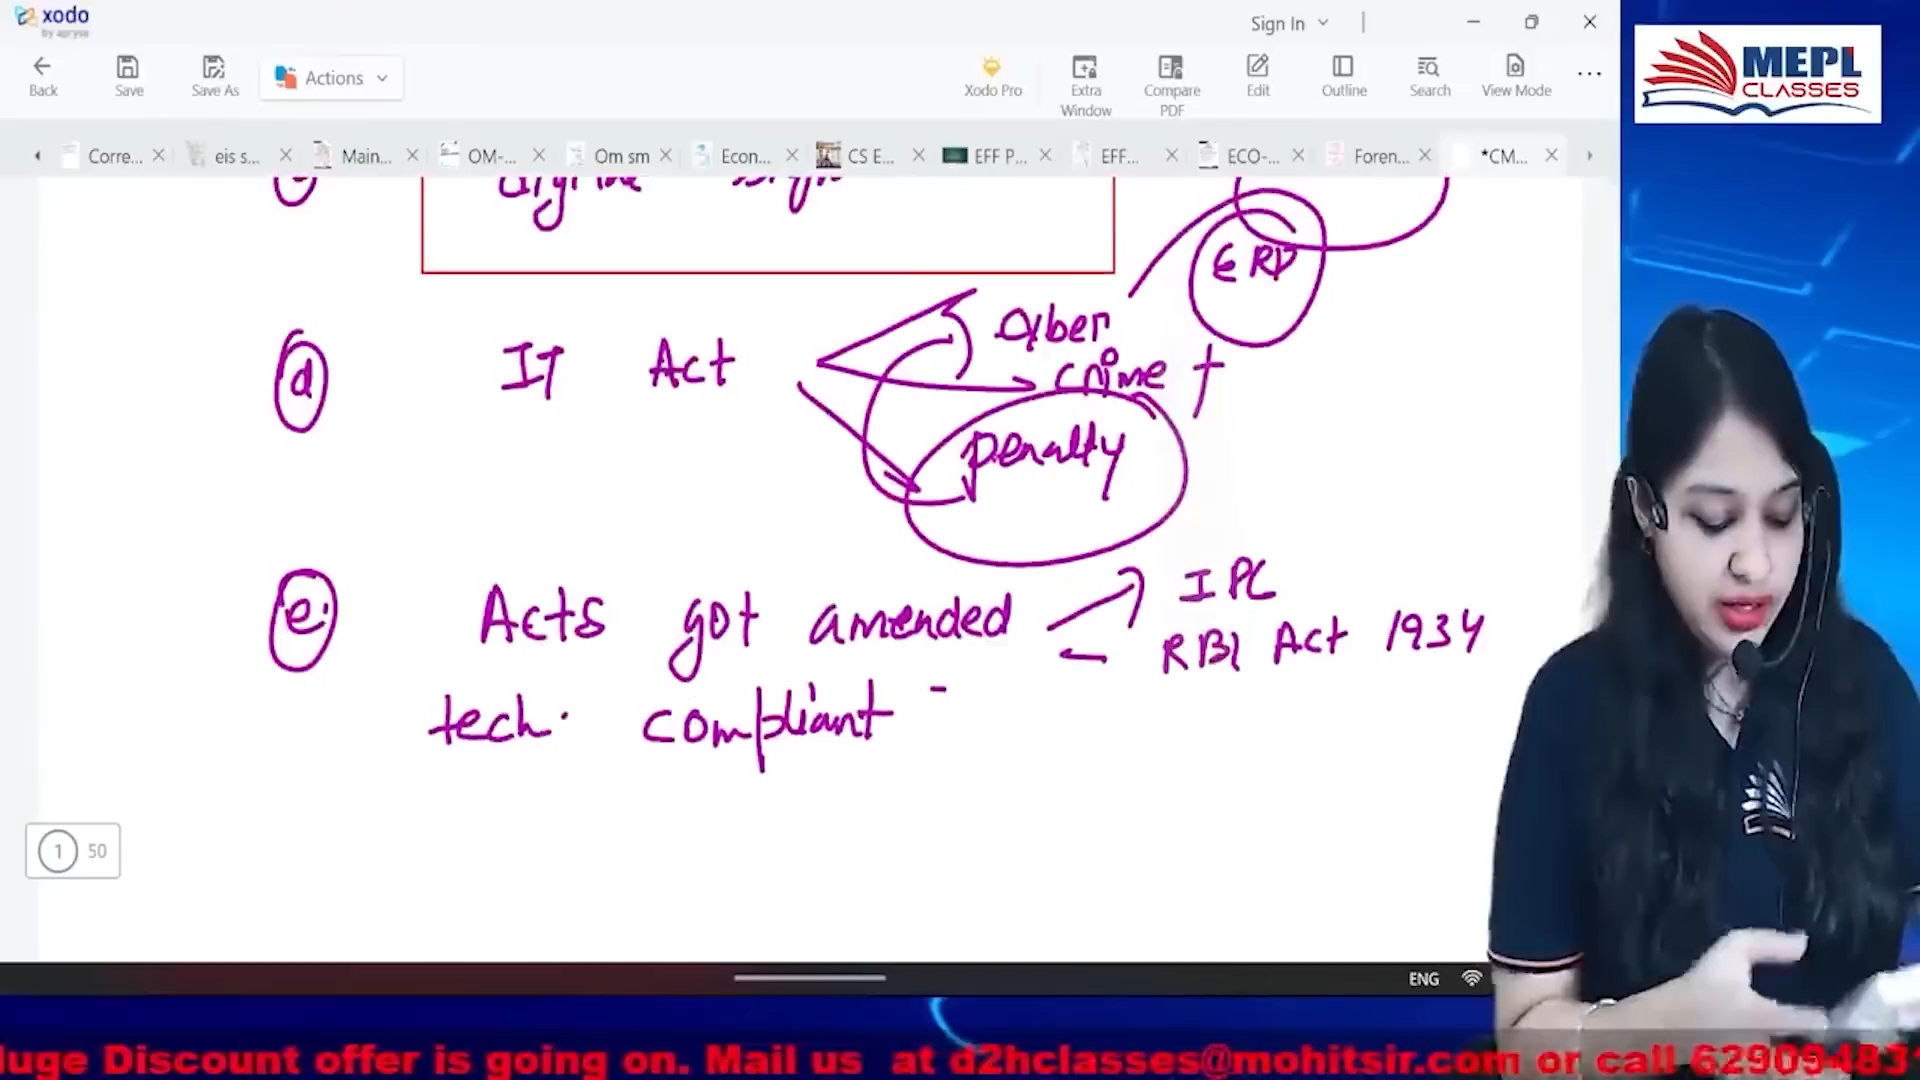 xodo
by apryse
Sign In
Back
Save
Save As
Actions
Xodo Pro
Extra Window
Compare PDF
Edit
Outline
Search
View Mode
Corre...
eis s...
Main...
OM-...
Om sm
Econ...
CS E...
EFF P...
EFF...
ECO-...
Foren...
*CM...
MEPL
CLASSES
ERP
d IT Act
Cyber
crime +
penalty
e. Acts got amended
IPC
RBI Act 1934
tech. compliant -
1 50
ENG
Huge Discount offer is going on. Mail us at d2hclasses@mohitsir.com or call 629094831